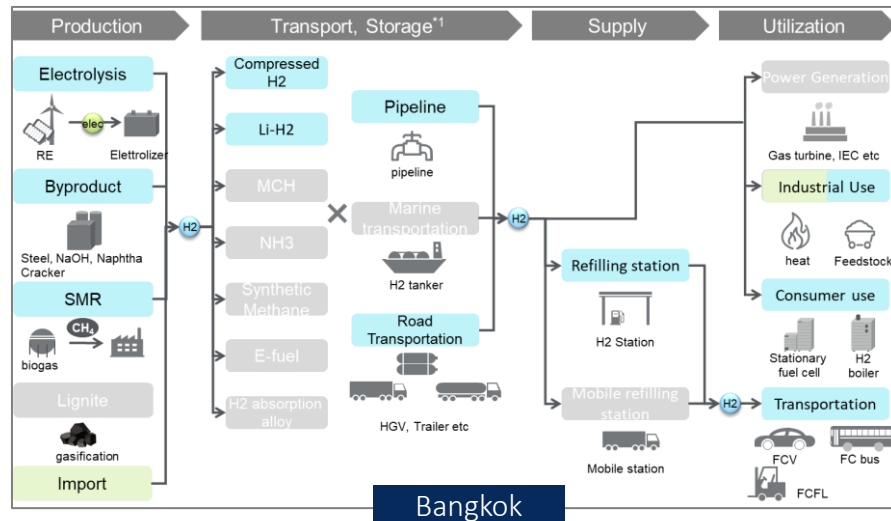 Production
Transport, Storage*1
Supply
Utilization
Electrolysis
elec
RE
Elettrolizer
Byproduct
Steel, NaOH, Naphtha
Cracker
SMR
CH4
biogas
Lignite
gasification
Import
H2
Compressed
H2
Li-H2
MCH
NH3
Synthetic
Methane
E-fuel
H2 absorption
alloy
Pipeline
pipeline
Marine
transportation
H2 tanker
Road
Transportation
HGV, Trailer etc
H2
Refilling station
H2 Station
Mobile refilling
station
Mobile station
H2
Power Generation
Gas turbine, IEC etc
Industrial Use
heat
Feedstock
Consumer use
Stationary
fuel cell
H2
boiler
Transportation
FCV
FC bus
FCFL
Bangkok